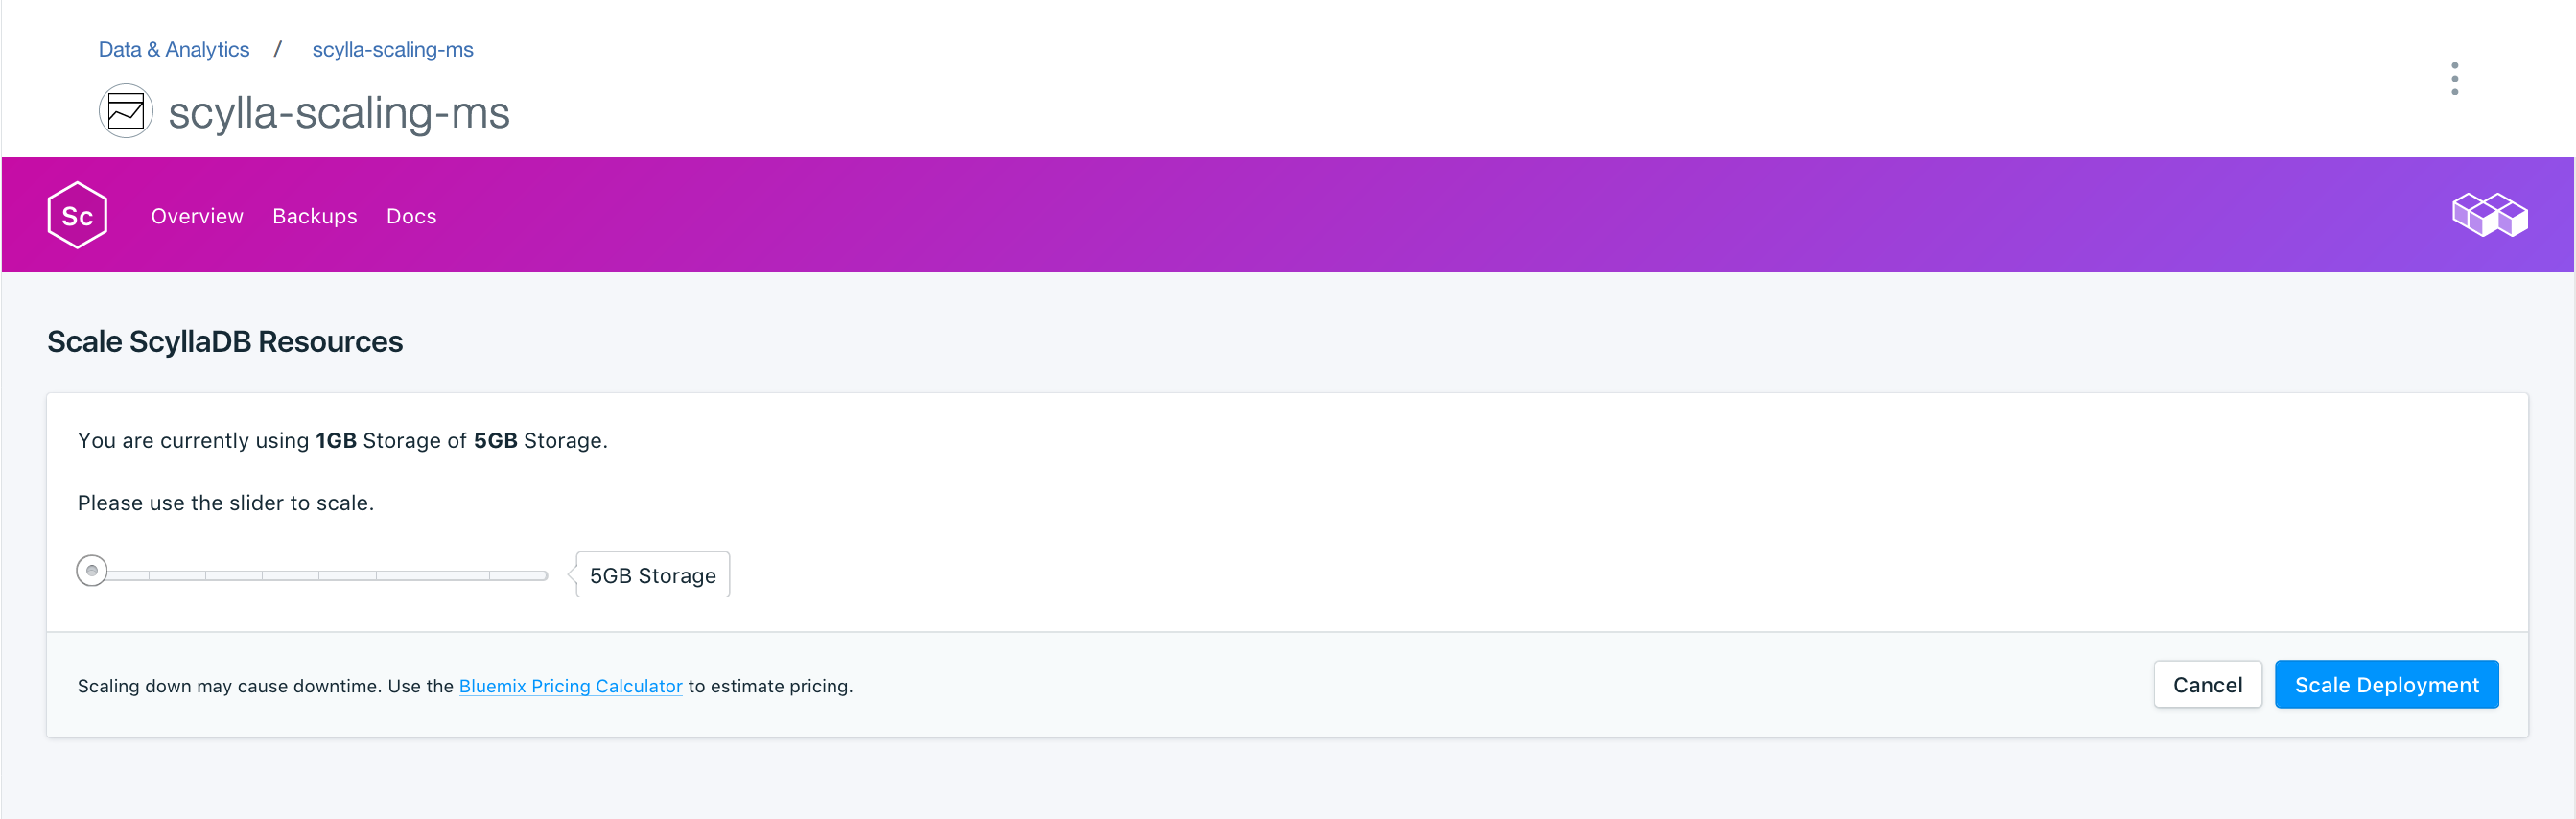 Data & Analytics / scylla-scaling-ms
scylla-scaling-ms
Sc Overview Backups Docs
Scale ScyllaDB Resources
You are currently using 1GB Storage of 5GB Storage.
Please use the slider to scale.
5GB Storage
Scaling down may cause downtime. Use the Bluemix Pricing Calculator to estimate pricing.
Cancel Scale Deployment